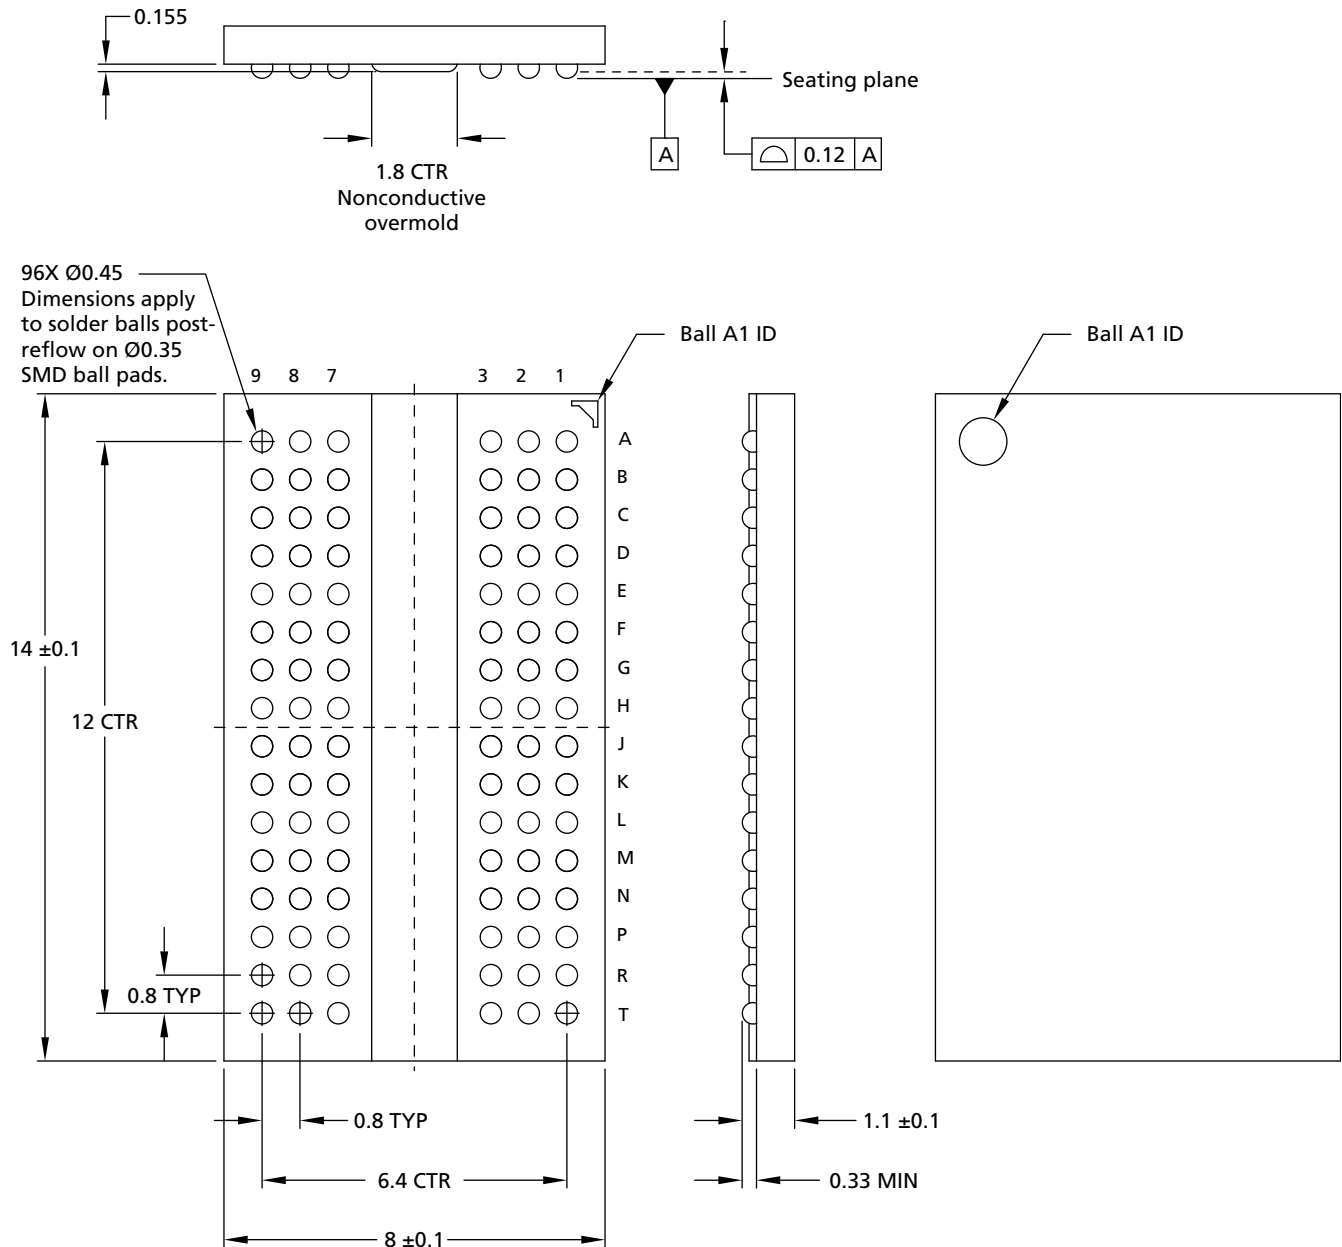 0.155
Seating plane
A
0.12 A
1.8 CTR
Nonconductive
overmold
96X Ø0.45
Dimensions apply
to solder balls post-
reflow on Ø0.35
SMD ball pads.
Ball A1 ID
Ball A1 ID
9 8 7 3 2 1
A
B
C
D
E
F
G
H
J
K
L
M
N
P
R
T
14 ±0.1
12 CTR
0.8 TYP
0.8 TYP
1.1 ±0.1
6.4 CTR
0.33 MIN
8 ±0.1